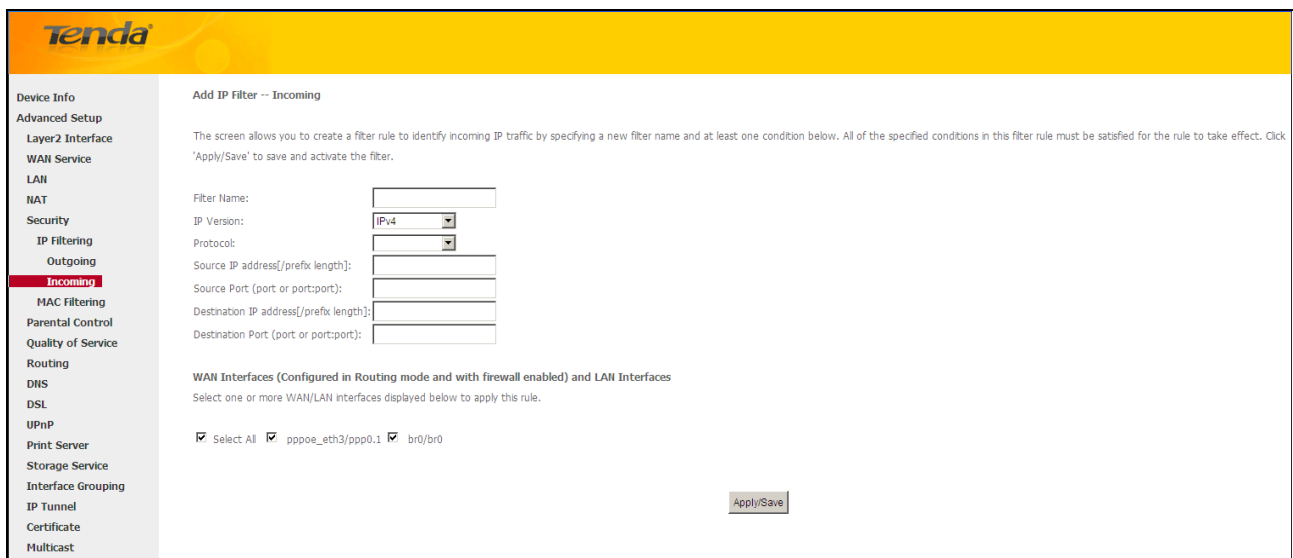 Tenda
Device Info
Advanced Setup
Layer2 Interface
WAN Service
LAN
NAT
Security
IP Filtering
Outgoing
Incoming
MAC Filtering
Parental Control
Quality of Service
Routing
DNS
DSL
UPnP
Print Server
Storage Service
Interface Grouping
IP Tunnel
Certificate
Multicast
Add IP Filter -- Incoming
The screen allows you to create a filter rule to identify incoming IP traffic by specifying a new filter name and at least one condition below. All of the specified conditions in this filter rule must be satisfied for the rule to take effect. Click
'Apply/Save' to save and activate the filter.
Filter Name:
IP Version: IPv4
Protocol:
Source IP address[/prefix length]:
Source Port (port or port:port):
Destination IP address[/prefix length]:
Destination Port (port or port:port):
WAN Interfaces (Configured in Routing mode and with firewall enabled) and LAN Interfaces
Select one or more WAN/LAN interfaces displayed below to apply this rule.
Select All pppoe_eth3/ppp0.1 br0/br0
Apply/Save